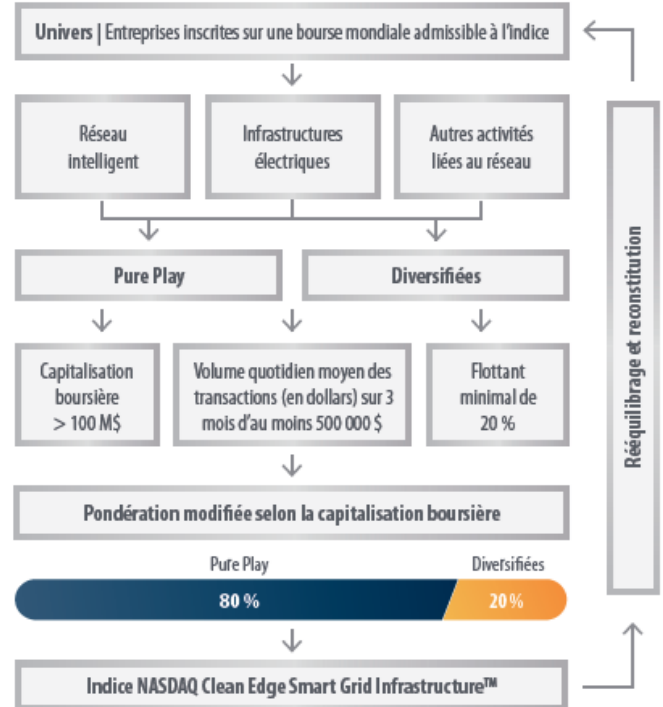 Univers | Entreprises inscrites sur une bourse mondiale admissible à l'indice
Réseau
intelligent
Infrastructures
électriques
Autres activités
liées au réseau
Pure Play
Diversifiées
Capitalisation
boursière
> 100 M$
Volume quotidien moyen des
transactions (en dollars) sur 3
mois d'au moins 500 000 $
Flottant
minimal de
20 %
Pondération modifiée selon la capitalisation boursière
Pure Play
Diversifiées
80 %
20 %
Indice NASDAQ Clean Edge Smart Grid Infrastructure™
Rééquilibrage et reconstitution